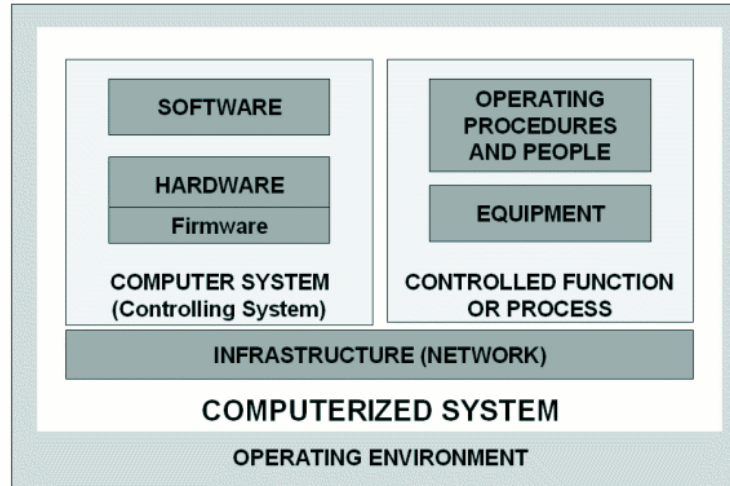 SOFTWARE
HARDWARE
Firmware
COMPUTER SYSTEM
(Controlling System)
OPERATING
PROCEDURES
AND PEOPLE
EQUIPMENT
CONTROLLED FUNCTION
OR PROCESS
INFRASTRUCTURE (NETWORK)
COMPUTERIZED SYSTEM
OPERATING ENVIRONMENT